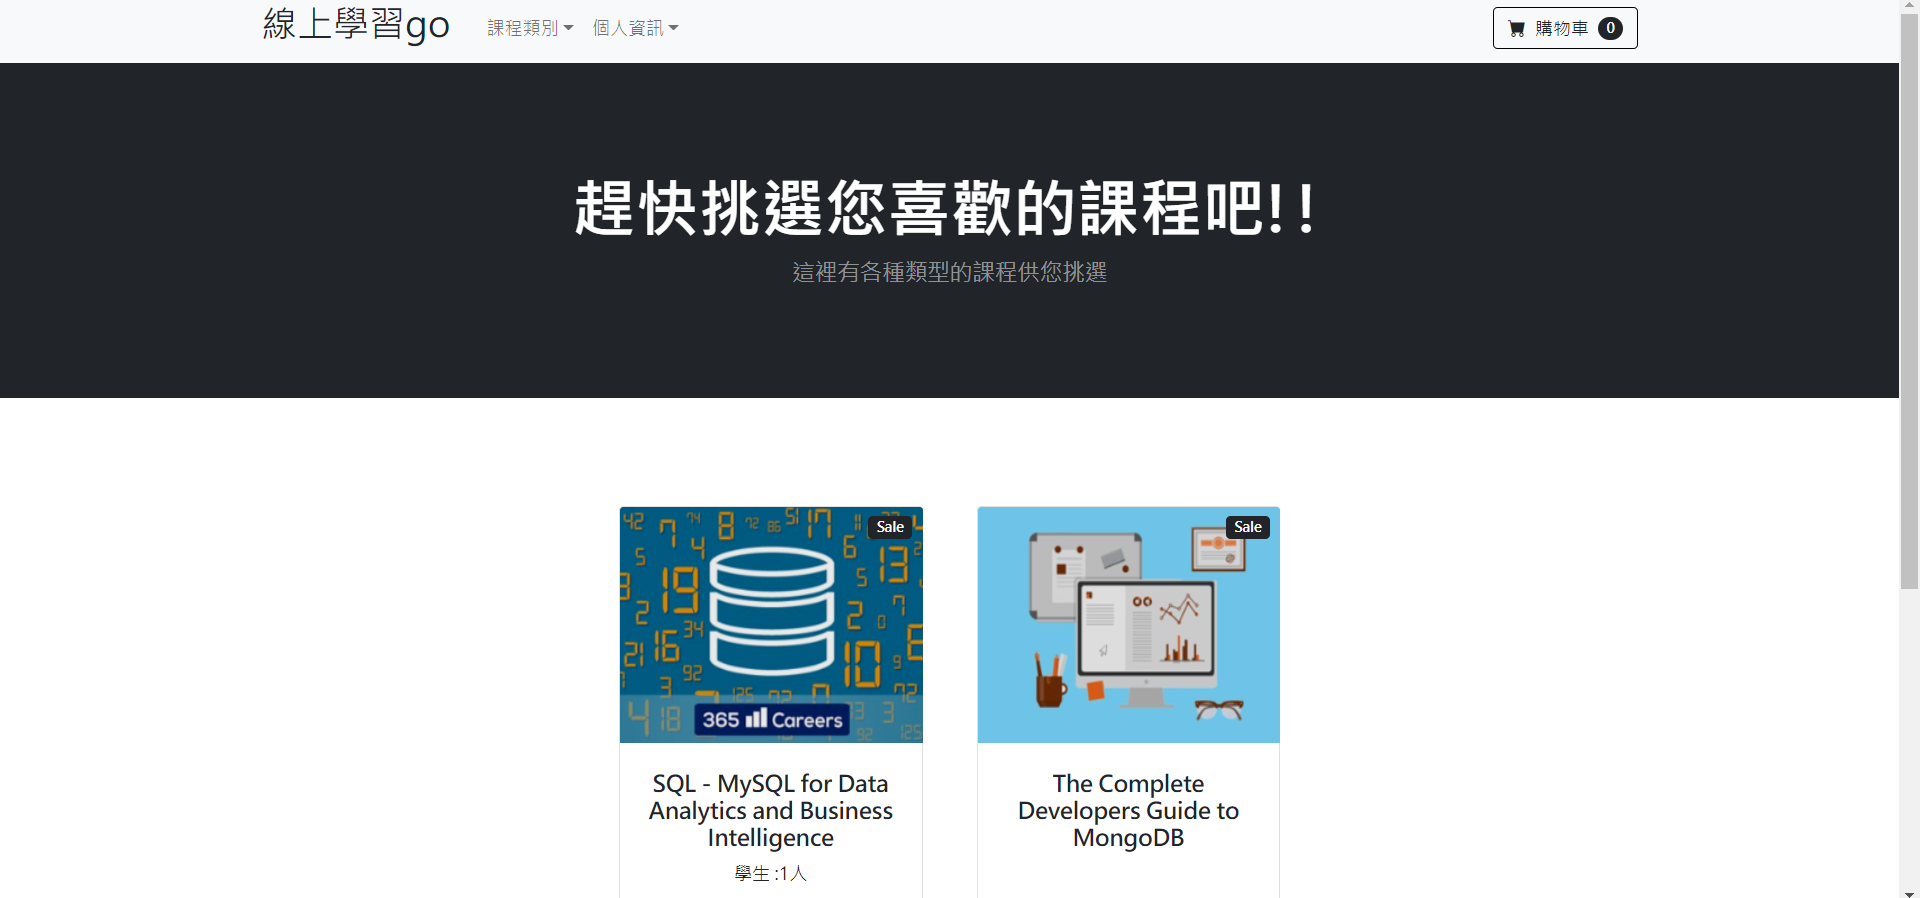 線上學習go
課程類別
個人資訊
購物車 0
趕快挑選您喜歡的課程吧!!
這裡有各種類型的課程供您挑選
Sale
365 Careers
SQL - MySQL for Data
Analytics and Business
Intelligence
學生 :1人
Sale
The Complete
Developers Guide to
MongoDB